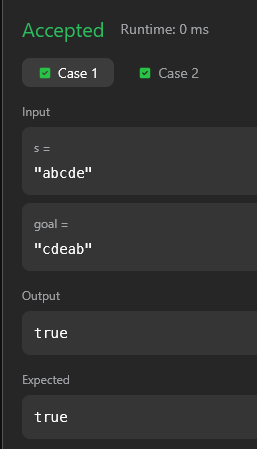 Accepted Runtime: 0 ms
Case 1 Case 2
Input
s =
"abcde"
goal =
"cdeab"
Output
true
Expected
true